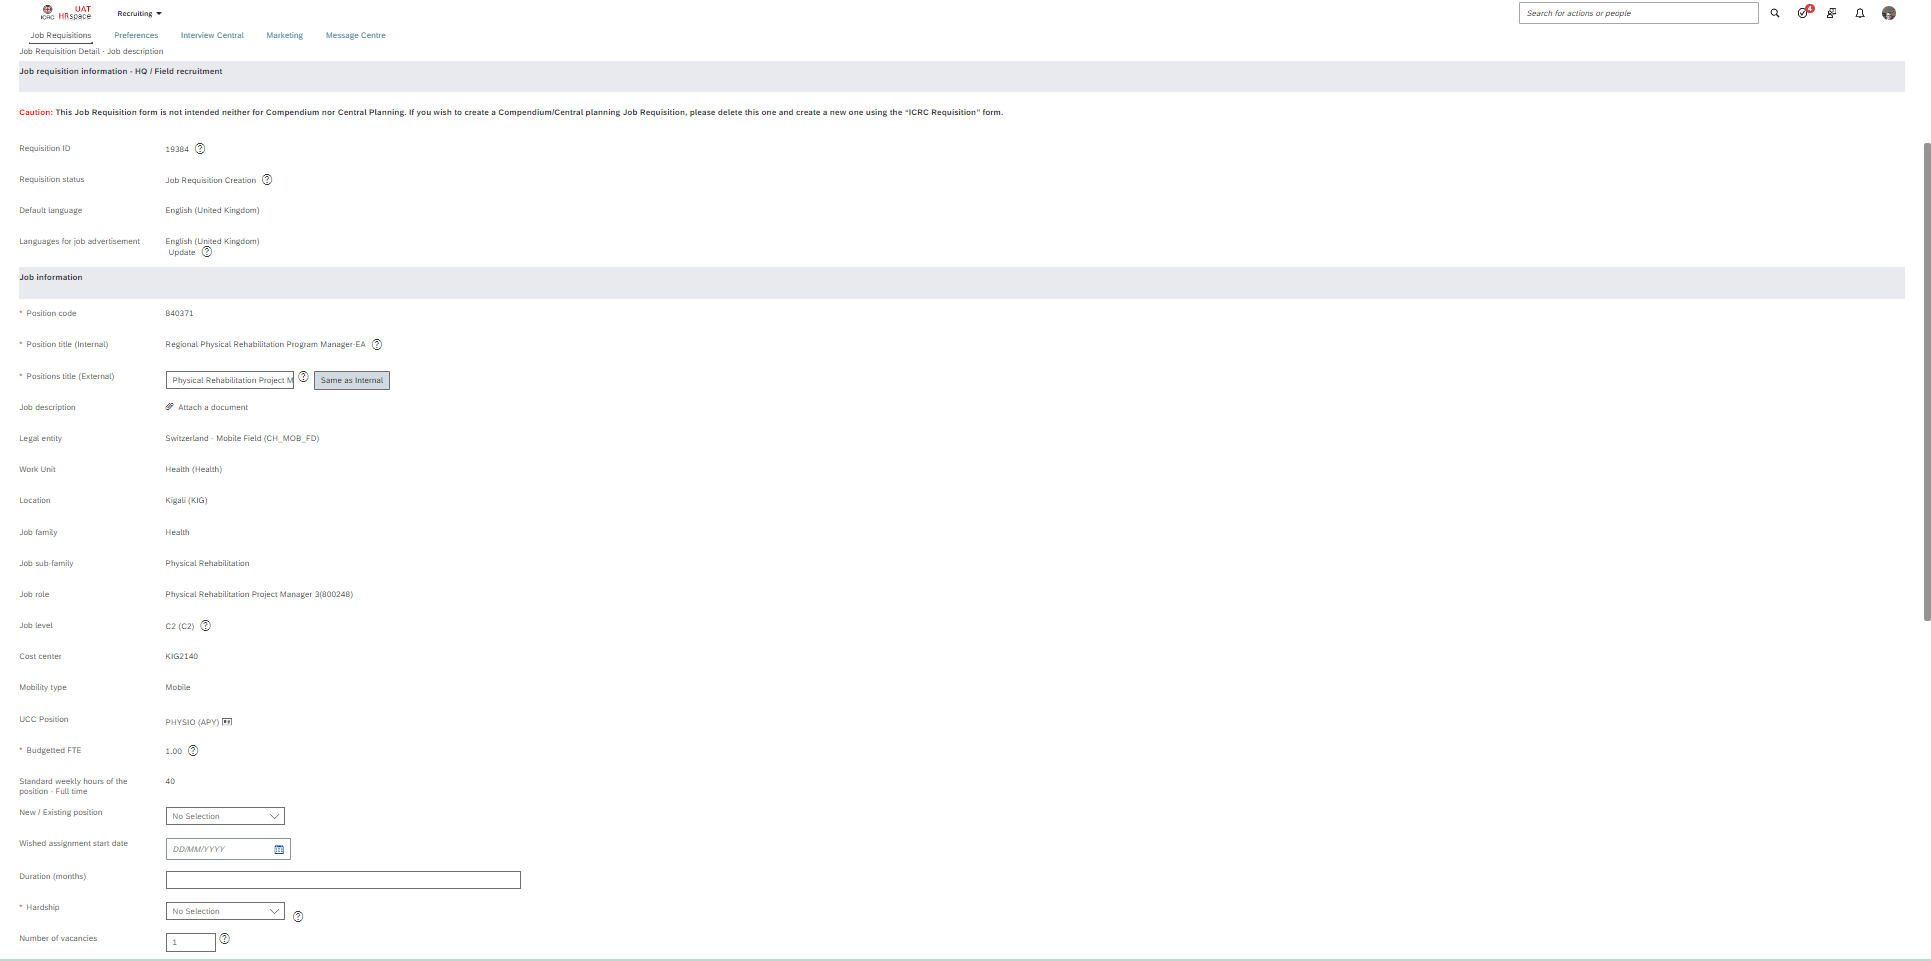 ICRC
UAT
HRspace
Recruiting
Search for actions or people
4
Job Requisitions
Preferences
Interview Central
Marketing
Message Centre
Job Requisition Detail - Job description
Job requisition information - HQ / Field recruitment
Caution: This Job Requisition form is not intended neither for Compendium nor Central Planning. If you wish to create a Compendium/Central planning Job Requisition, please delete this one and create a new one using the "ICRC Requisition" form.
Requisition ID 19384 ?
Requisition status Job Requisition Creation ?
Default language English (United Kingdom)
Languages for job advertisement English (United Kingdom)
Update ?
Job information
* Position code 840371
* Position title (Internal) Regional Physical Rehabilitation Program Manager-EA ?
* Positions title (External) Physical Rehabilitation Project M ? Same as Internal
Job description Attach a document
Legal entity Switzerland - Mobile Field (CH_MOB_FD)
Work Unit Health (Health)
Location Kigali (KIG)
Job family Health
Job sub-family Physical Rehabilitation
Job role Physical Rehabilitation Project Manager 3(800248)
Job level C2 (C2) ?
Cost center KIG2140
Mobility type Mobile
UCC Position PHYSIO (APY)
* Budgetted FTE 1.00 ?
Standard weekly hours of the 40
position - Full time
New / Existing position No Selection
Wished assignment start date DD/MM/YYYY
Duration (months)
* Hardship No Selection ?
Number of vacancies 1 ?